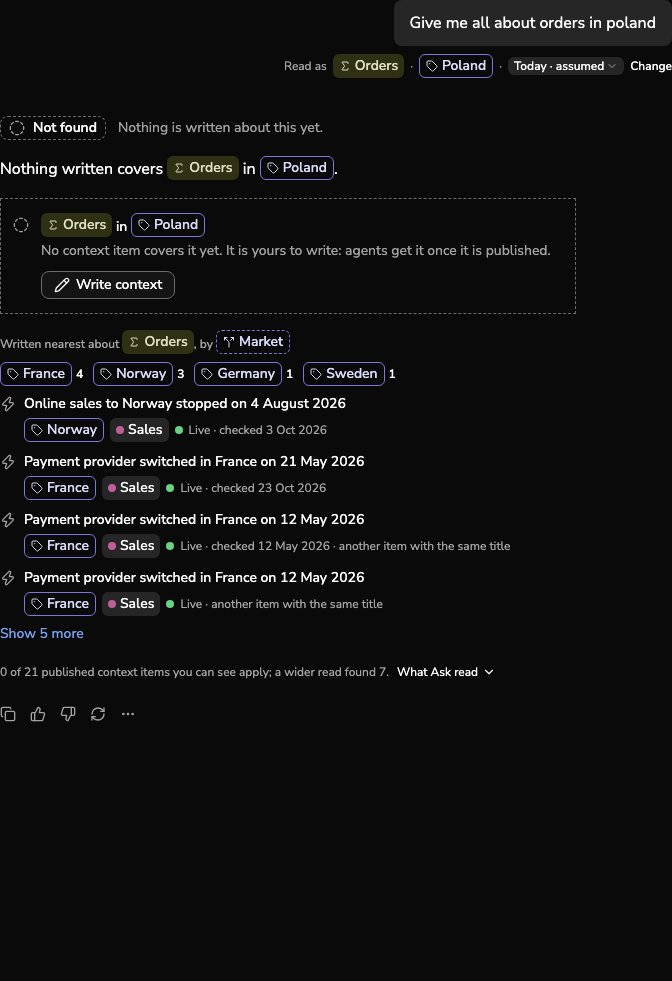 Give me all about orders in poland
Read as Σ Orders · Poland · Today · assumed Change
Not found Nothing is written about this yet.
Nothing written covers Σ Orders in Poland.
Σ Orders in Poland
No context item covers it yet. It is yours to write: agents get it once it is published.
Write context
Written nearest about Σ Orders, by Market
France 4 Norway 3 Germany 1 Sweden 1
Online sales to Norway stopped on 4 August 2026
Norway Sales Live · checked 3 Oct 2026
Payment provider switched in France on 21 May 2026
France Sales Live · checked 23 Oct 2026
Payment provider switched in France on 12 May 2026
France Sales Live · checked 12 May 2026 · another item with the same title
Payment provider switched in France on 12 May 2026
France Sales Live · another item with the same title
Show 5 more
0 of 21 published context items you can see apply; a wider read found 7. What Ask read